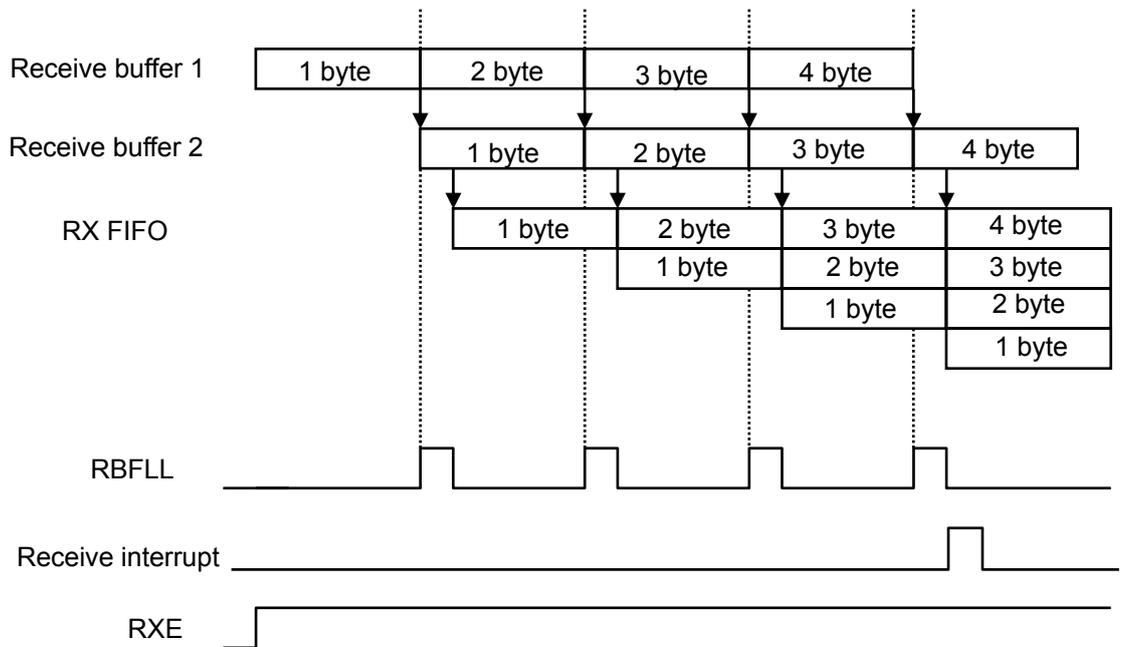 Receive buffer 1 1 byte 2 byte 3 byte 4 byte
Receive buffer 2 1 byte 2 byte 3 byte 4 byte
RX FIFO 1 byte 2 byte 3 byte 4 byte
1 byte 2 byte 3 byte
1 byte 2 byte
1 byte
RBFLL
Receive interrupt
RXE